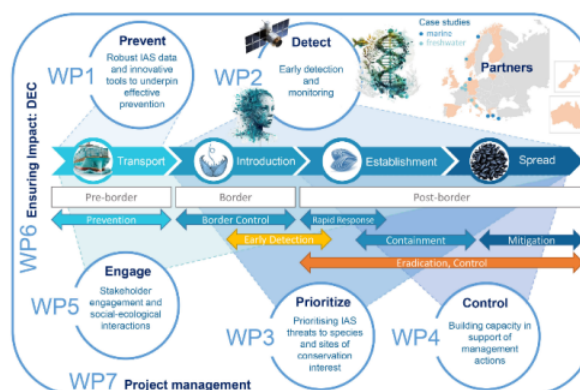 Prevent
WP1
Robust IAS data
and innovative
tools to underpin
effective
prevention
Detect
WP2
Early detection
and
monitoring
Case studies
marine
freshwater
Partners
WP6 Ensuring Impact: DEC
Transport
Introduction
Establishment
Spread
Pre-border
Border
Post-border
Prevention
Border Control
Rapid Response
Early Detection
Containment
Mitigation
Eradication, Control
Engage
WP5
Stakeholder
engagement and
social-ecological
interactions
Prioritize
WP3
Prioritising IAS
threats to species
and sites of
conservation
interest
Control
WP4
Building capacity in
support of
management
actions
WP7 Project management